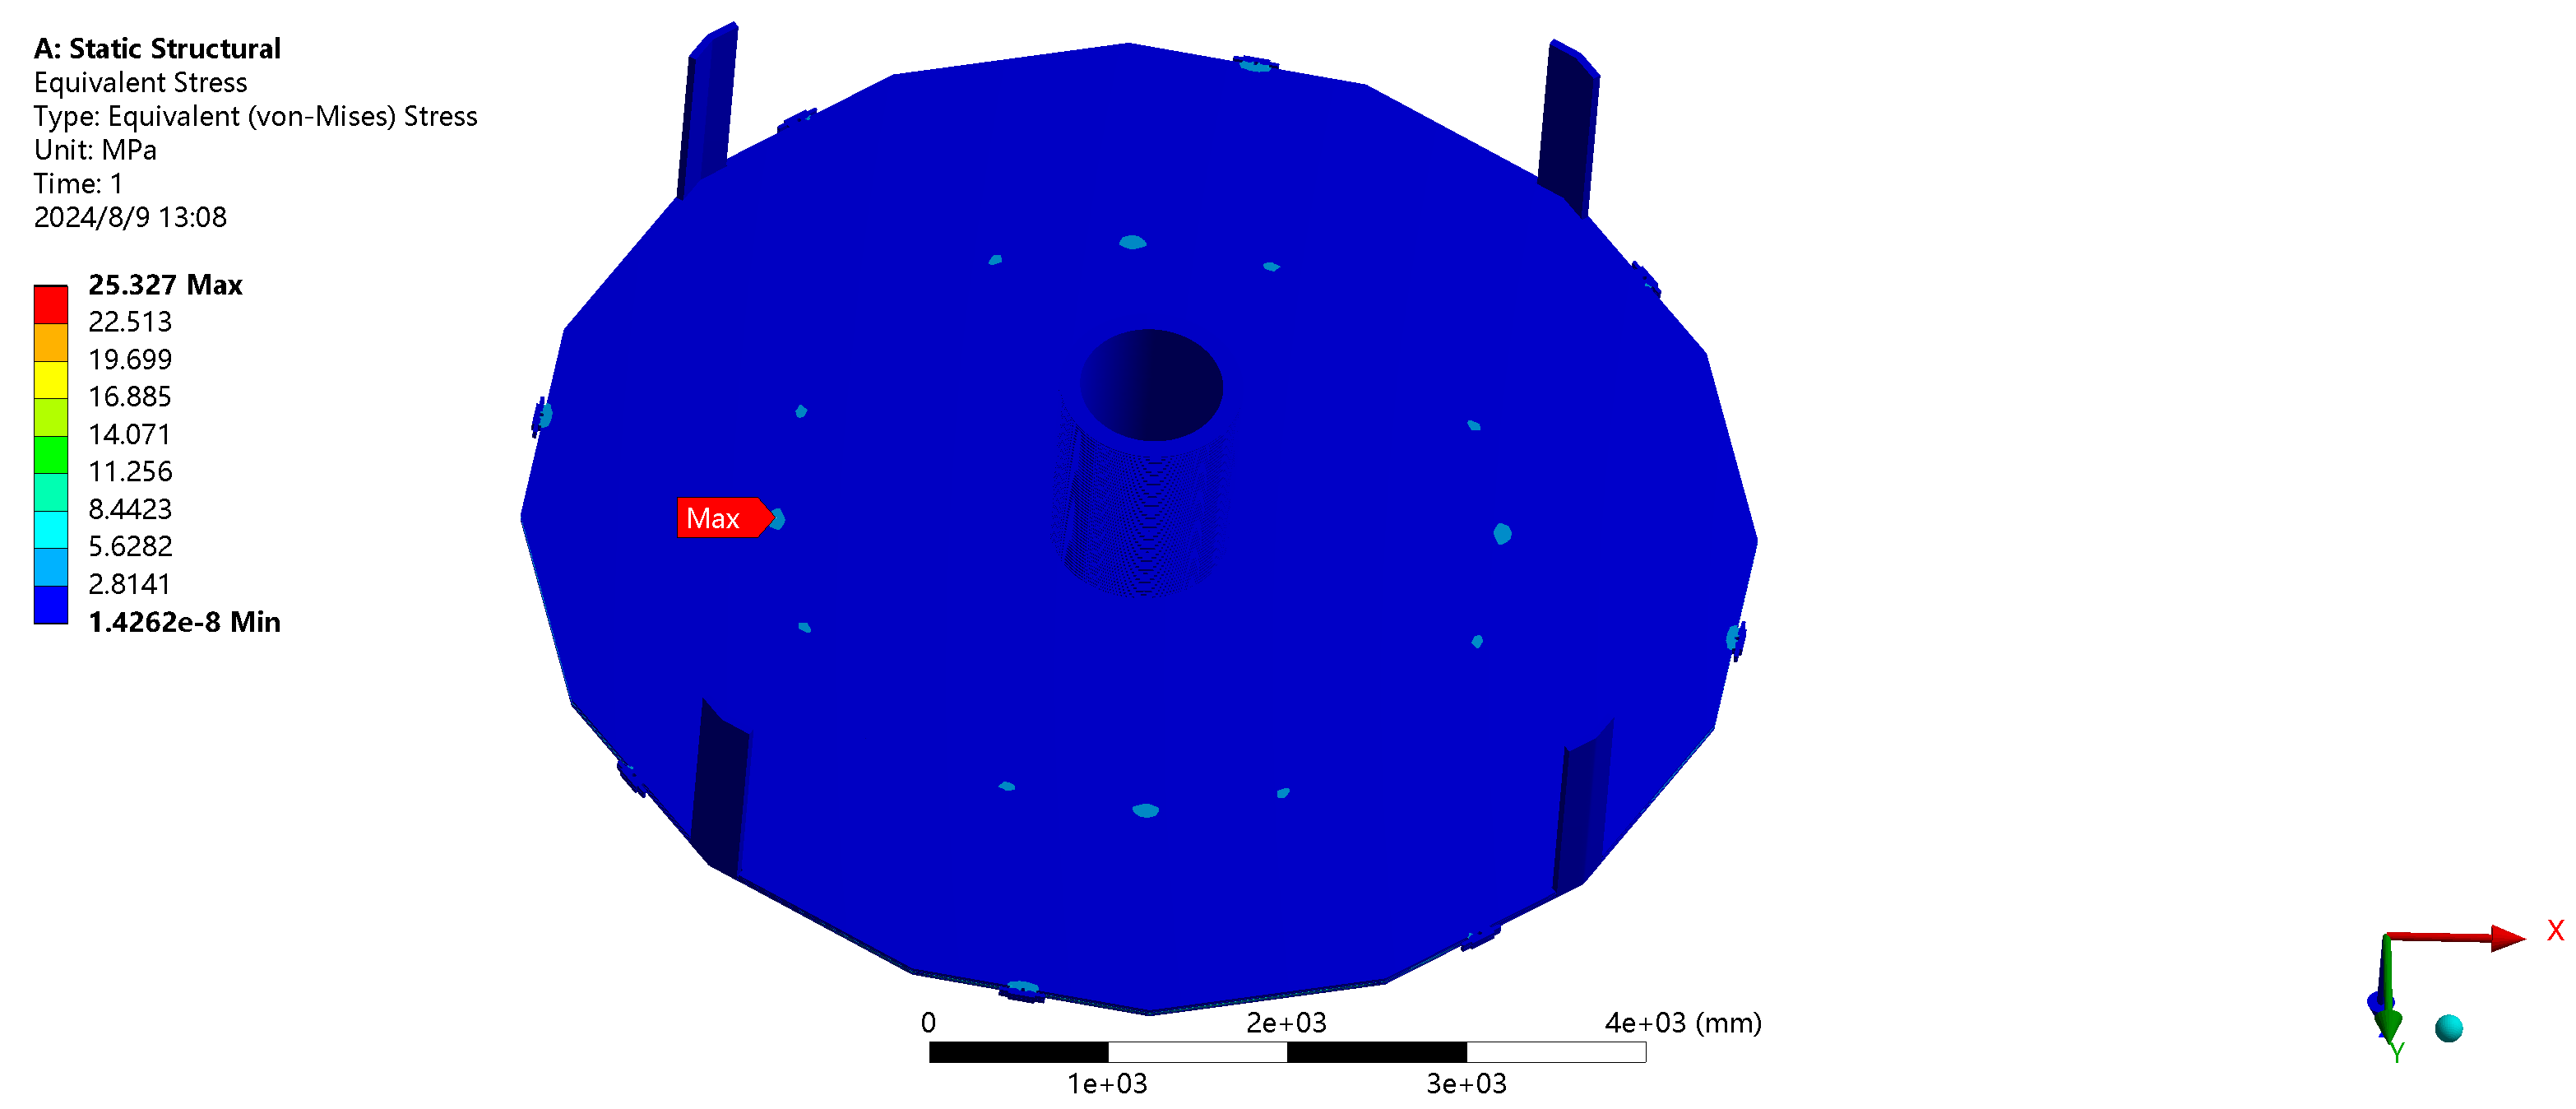 A: Static Structural
Equivalent Stress
Type: Equivalent (von-Mises) Stress
Unit: MPa
Time: 1
2024/8/9 13:08
25.327 Max
22.513
19.699
16.885
14.071
11.256
8.4423
5.6282
2.8141
1.4262e-8 Min
Max
0
2e+03
4e+03 (mm)
1e+03
3e+03
X
Y